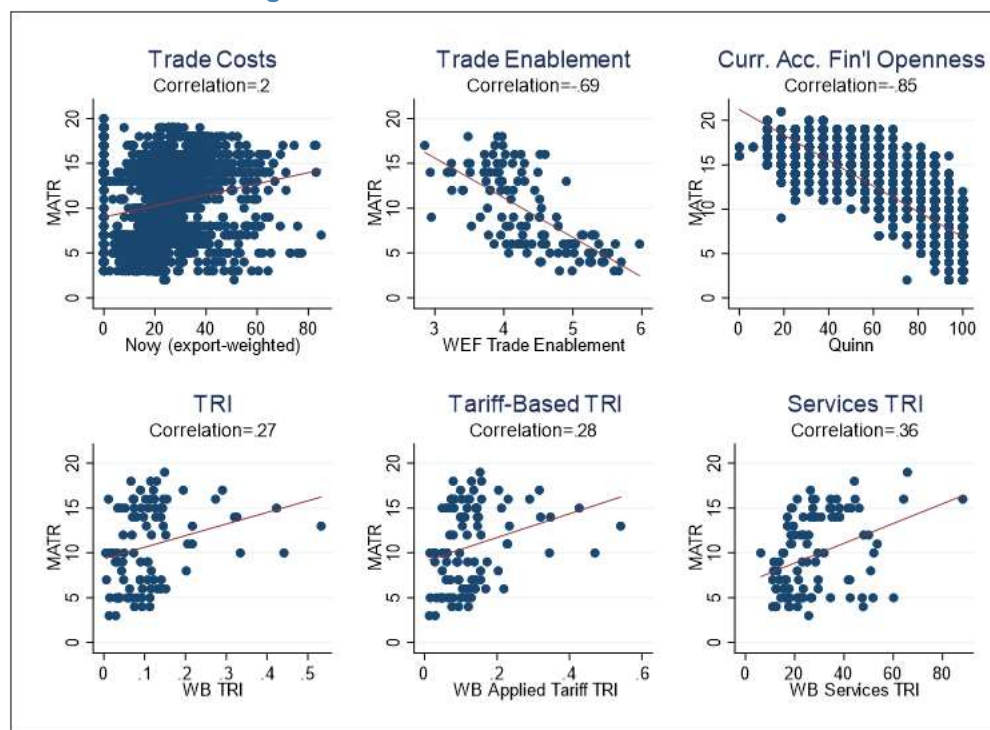 Trade Costs
Correlation=.2
MATR
0 5 10 15 20
0 20 40 60 80
Novy (export-weighted)
Trade Enablement
Correlation=-.69
MATR
0 5 10 15 20
3 4 5 6
WEF Trade Enablement
Curr. Acc. Fin'l Openness
Correlation=-.85
MATR
0 5 10 15 20
0 20 40 60 80 100
Quinn
TRI
Correlation=.27
MATR
0 5 10 15 20
0 .1 .2 .3 .4 .5
WB TRI
Tariff-Based TRI
Correlation=.28
MATR
0 5 10 15 20
0 .2 .4 .6
WB Applied Tariff TRI
Services TRI
Correlation=.36
MATR
0 5 10 15 20
0 20 40 60 80
WB Services TRI